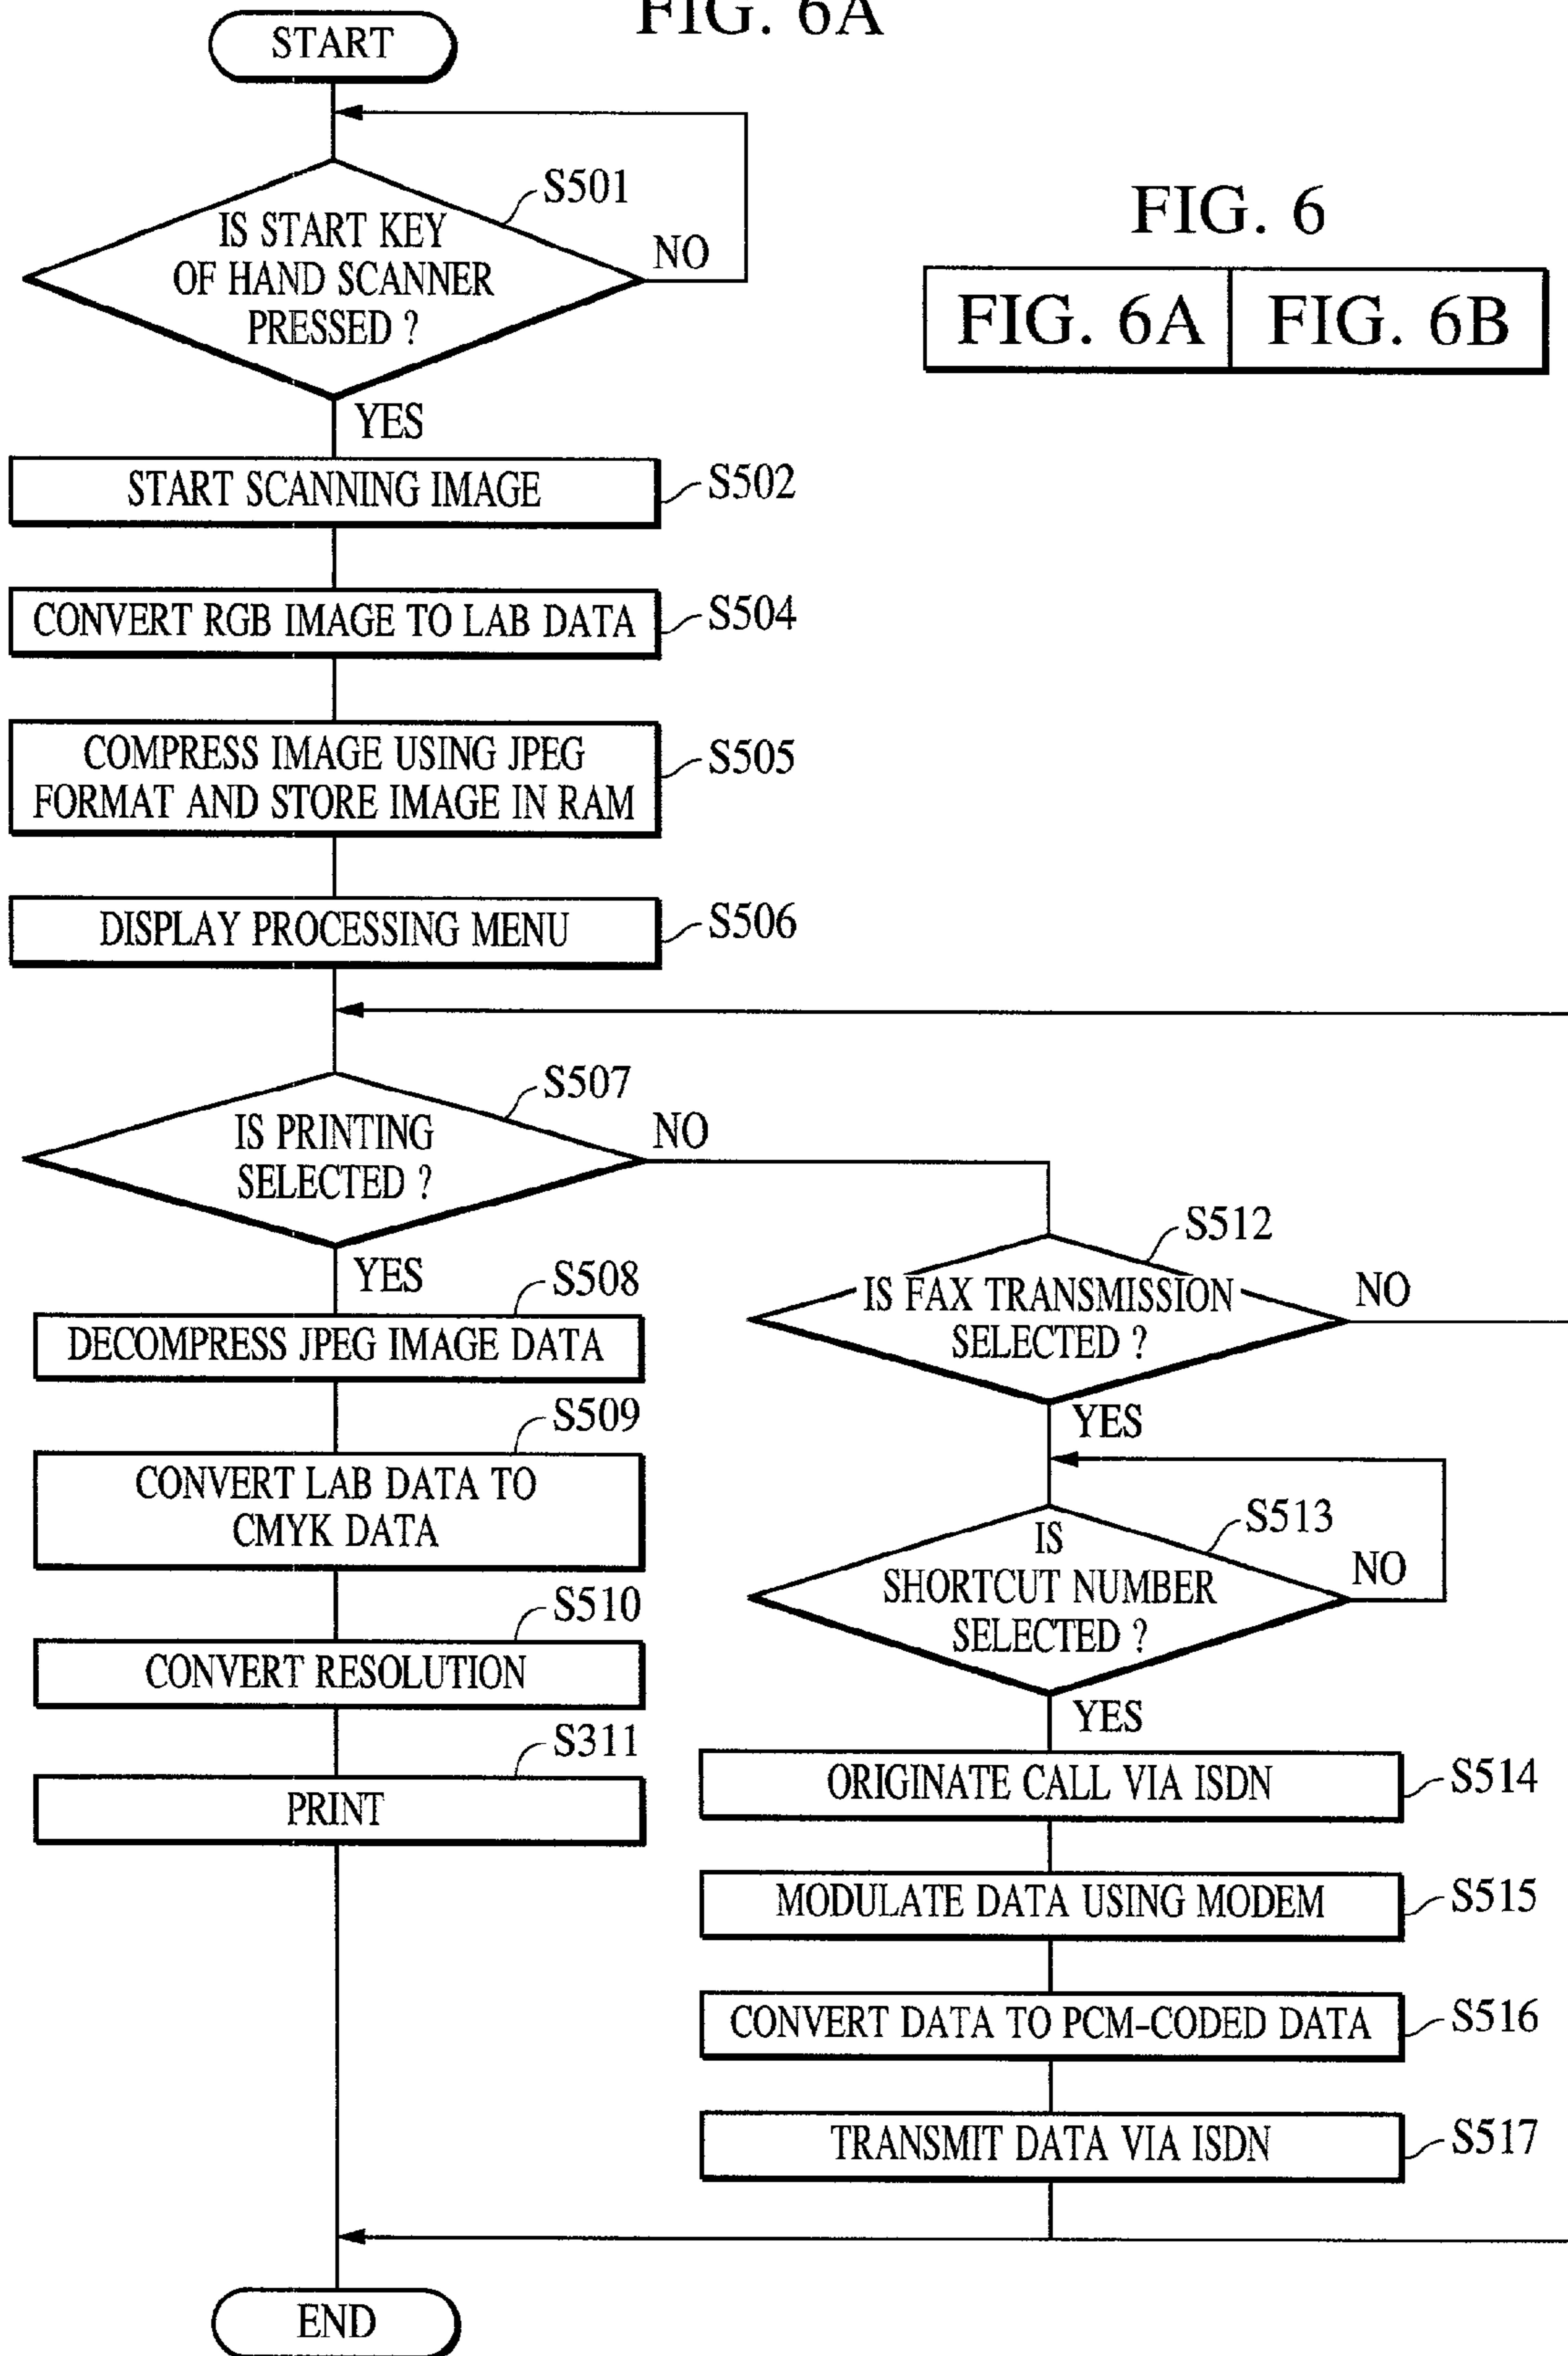 FIG. 6A
START
S501
IS START KEY
OF HAND SCANNER
PRESSED ?
NO
YES
FIG. 6
FIG. 6A
FIG. 6B
START SCANNING IMAGE
S502
CONVERT RGB IMAGE TO LAB DATA
S504
COMPRESS IMAGE USING JPEG
FORMAT AND STORE IMAGE IN RAM
S505
DISPLAY PROCESSING MENU
S506
S507
IS PRINTING
SELECTED ?
NO
YES
S508
DECOMPRESS JPEG IMAGE DATA
S509
CONVERT LAB DATA TO
CMYK DATA
S510
CONVERT RESOLUTION
S311
PRINT
S512
IS FAX TRANSMISSION
SELECTED ?
NO
YES
S513
IS
SHORTCUT NUMBER
SELECTED ?
NO
YES
ORIGINATE CALL VIA ISDN
S514
MODULATE DATA USING MODEM
S515
CONVERT DATA TO PCM-CODED DATA
S516
TRANSMIT DATA VIA ISDN
S517
END